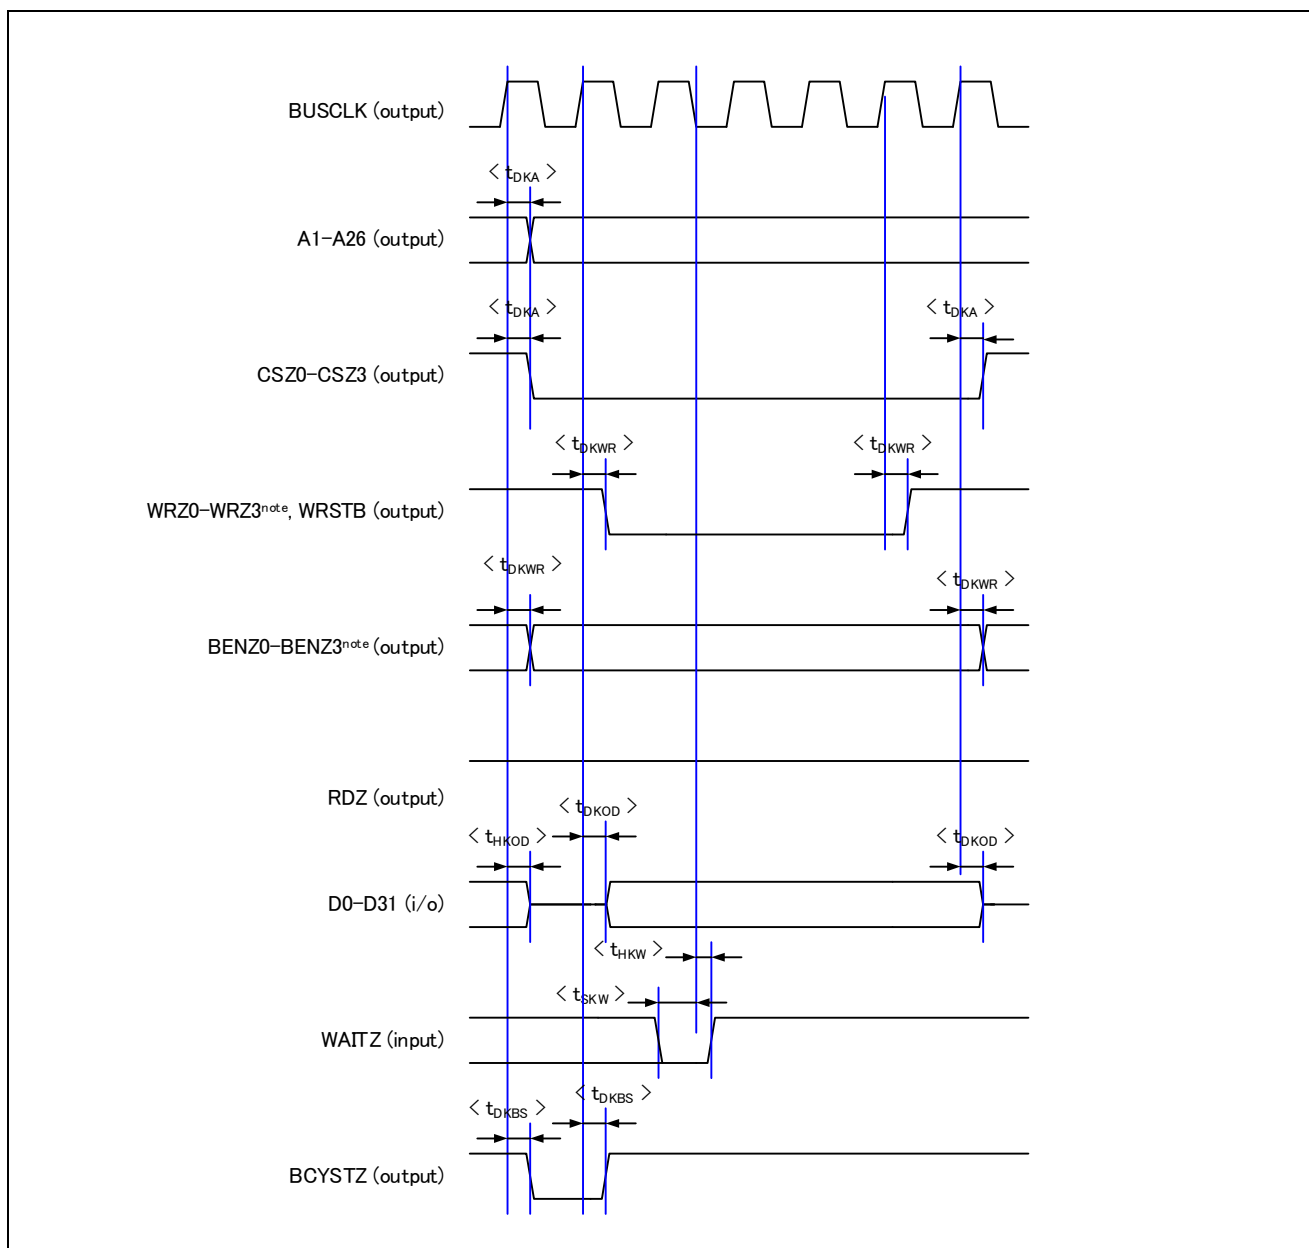 BUSCLK (output)
< tDKA >
A1-A26 (output)
< tDKA > < tDKA >
CSZ0-CSZ3 (output)
< tDKWR > < tDKWR >
WRZ0-WRZ3note, WRSTB (output)
< tDKWR > < tDKWR >
BENZ0-BENZ3note (output)
RDZ (output)
< tDKOD >
< tHKOD > < tDKOD >
D0-D31 (i/o)
< tHKW >
< tSKW >
WAITZ (input)
< tDKBS >
< tDKBS >
BCYSTZ (output)